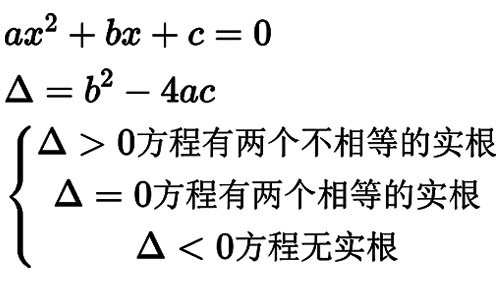 ax² + bx + c = 0
Δ = b² − 4ac
Δ > 0方程有两个不相等的实根
Δ = 0方程有两个相等的实根
Δ < 0方程无实根